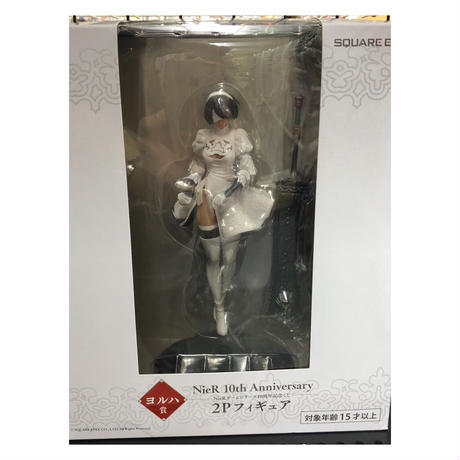 SQUARE E
NieR 10th Anniversary
NieRゲームシリーズ10周年記念くじ
ヨルハ
賞
2Pフィギュア
対象年齢15才以上